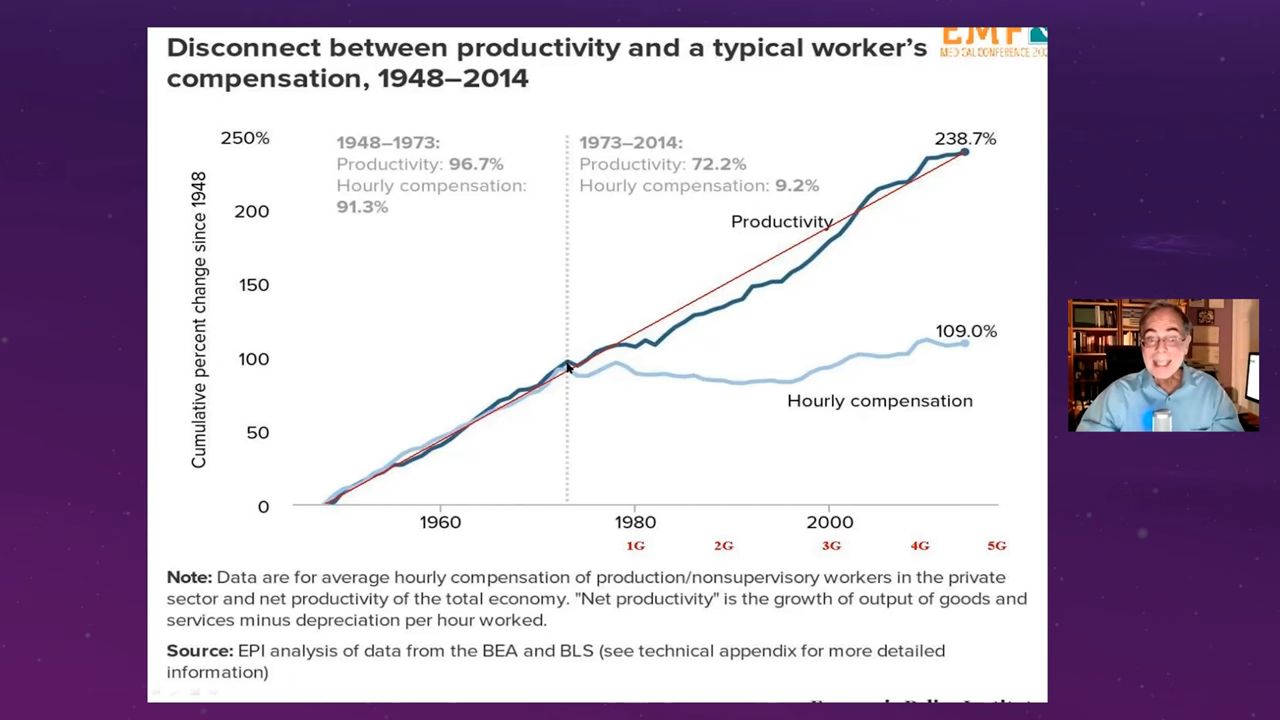 EMF
MEDICAL CONFERENCE 202
Disconnect between productivity and a typical worker's
compensation, 1948–2014
250%
200
150
100
50
0
Cumulative percent change since 1948
1948–1973:
Productivity: 96.7%
Hourly compensation:
91.3%
1973–2014:
Productivity: 72.2%
Hourly compensation: 9.2%
238.7%
Productivity
109.0%
Hourly compensation
1960
1980
2000
1G
2G
3G
4G
5G
Note: Data are for average hourly compensation of production/nonsupervisory workers in the private
sector and net productivity of the total economy. "Net productivity" is the growth of output of goods and
services minus depreciation per hour worked.
Source: EPI analysis of data from the BEA and BLS (see technical appendix for more detailed
information)